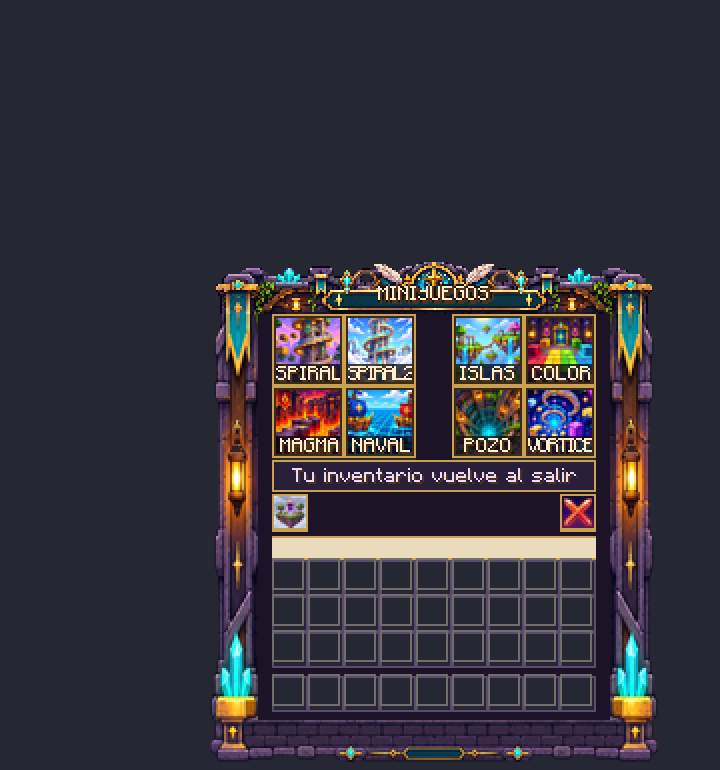 MINIJUEGOS
SPIRAL SPIRAL2 ISLAS COLOR
MAGMA NAVAL POZO VORTICE
Tu inventario vuelve al salir